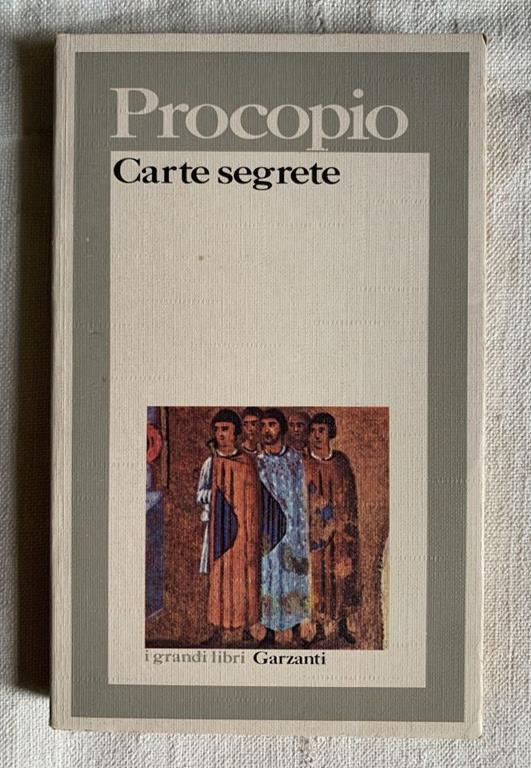 Procopio
Carte segrete
i grandi libri Garzanti